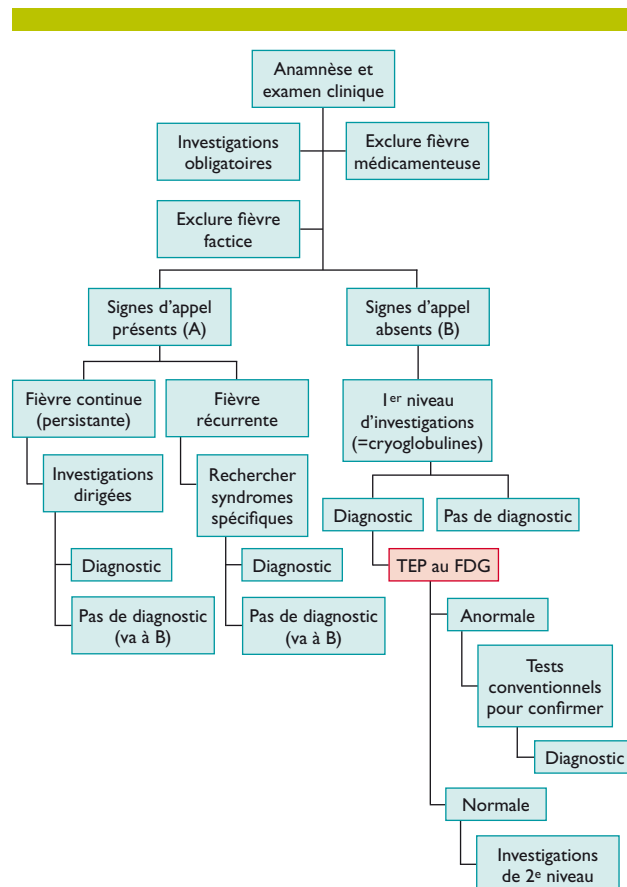 Anamnèse et
examen clinique
Investigations
obligatoires
Exclure fièvre
médicamenteuse
Exclure fièvre
factice
Signes d'appel
présents (A)
Signes d'appel
absents (B)
Fièvre continue
(persistante)
Fièvre
récurrente
1er niveau
d'investigations
(=cryoglobulines)
Investigations
dirigées
Rechercher
syndromes
spécifiques
Diagnostic
Pas de diagnostic
Diagnostic
Diagnostic
TEP au FDG
Pas de diagnostic
(va à B)
Pas de diagnostic
(va à B)
Anormale
Tests
conventionnels
pour confirmer
Diagnostic
Normale
Investigations
de 2e niveau